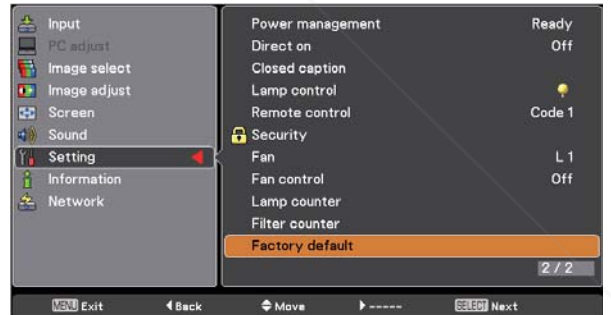 Input
PC adjust
Image select
Image adjust
Screen
Sound
Setting
Information
Network
Power management Ready
Direct on Off
Closed caption
Lamp control
Remote control Code 1
Security
Fan L 1
Fan control Off
Lamp counter
Filter counter
Factory default
2 / 2
MENU Exit Back Move ----- SELECT Next